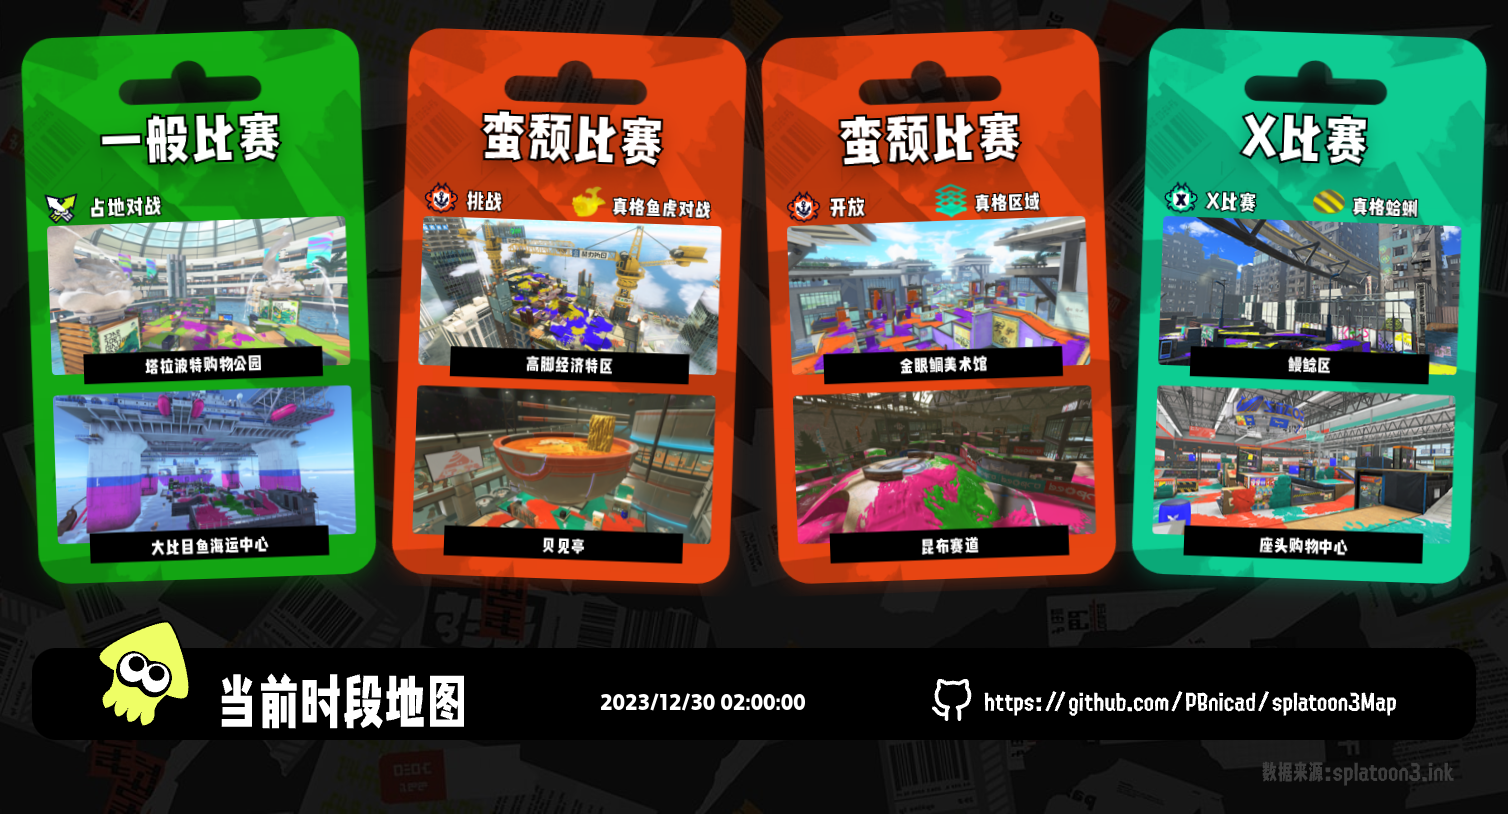 一般比赛
占地对战
塔拉波特购物公园
大比目鱼海运中心
蛮颓比赛
挑战
真格鱼虎对战
高脚经济特区
贝见亭
蛮颓比赛
开放
真格区域
金眼鲷美术馆
昆布赛道
X比赛
X比赛
真格蛤蜊
鳗鲶区
座头购物中心
当前时段地图
2023/12/30 02:00:00
https://github.com/PBnicad/splatoon3Map
数据来源:splatoon3.ink